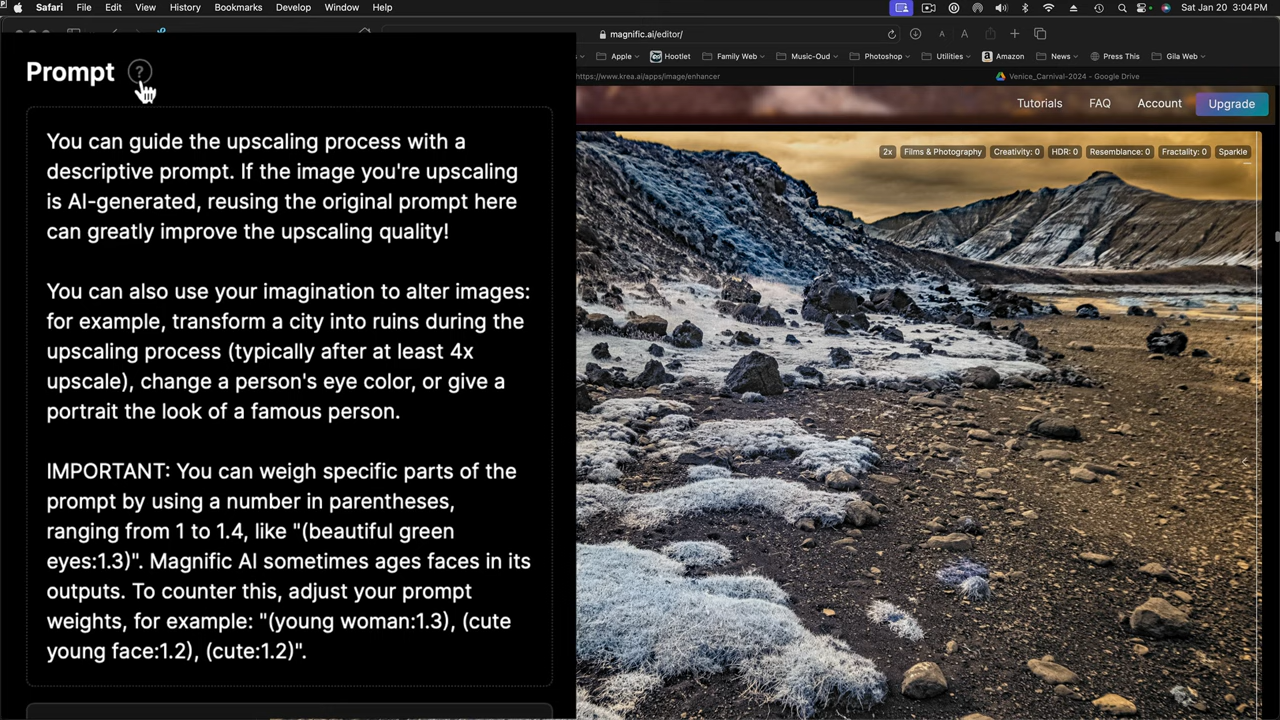 Safari File Edit View History Bookmarks Develop Window Help Sat Jan 20 3:04 PM
magnific.ai/editor/
Apple Hootlet Family Web Music-Oud Photoshop Utilities Amazon News Press This Gila Web
https://www.krea.ai/apps/image/enhancer Venice_Carnival-2024 - Google Drive
Tutorials FAQ Account Upgrade
2x Films & Photography Creativity: 0 HDR: 0 Resemblance: 0 Fractality: 0 Sparkle
Prompt ?
You can guide the upscaling process with a
descriptive prompt. If the image you're upscaling
is AI-generated, reusing the original prompt here
can greatly improve the upscaling quality!
You can also use your imagination to alter images:
for example, transform a city into ruins during the
upscaling process (typically after at least 4x
upscale), change a person's eye color, or give a
portrait the look of a famous person.
IMPORTANT: You can weigh specific parts of the
prompt by using a number in parentheses,
ranging from 1 to 1.4, like "(beautiful green
eyes:1.3)". Magnific AI sometimes ages faces in its
outputs. To counter this, adjust your prompt
weights, for example: "(young woman:1.3), (cute
young face:1.2), (cute:1.2)".